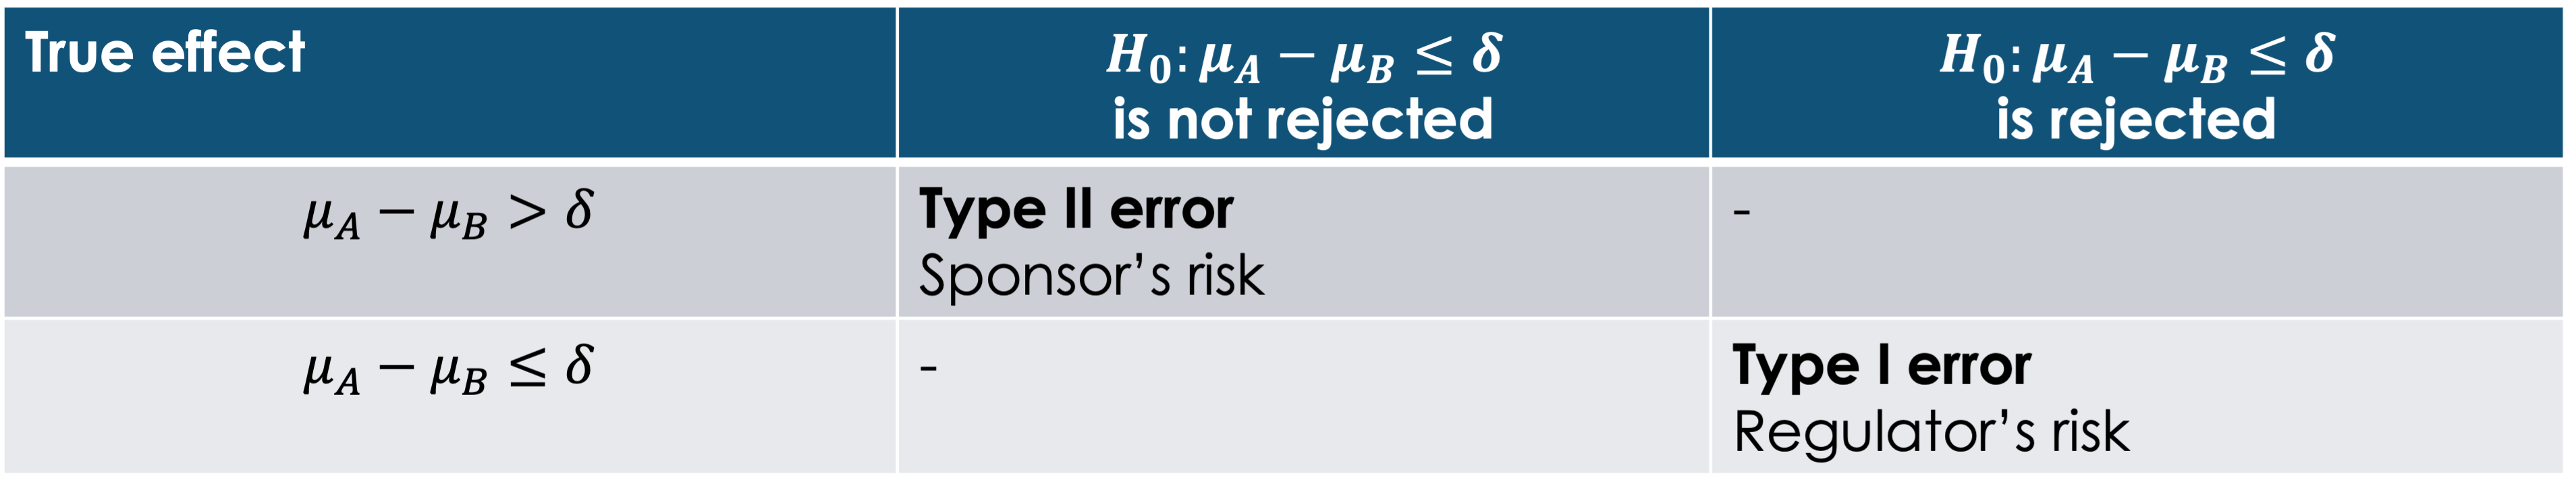 True effect
H₀: μ_A − μ_B ≤ δ
is not rejected
H₀: μ_A − μ_B ≤ δ
is rejected
μ_A − μ_B > δ
Type II error
Sponsor's risk
-
μ_A − μ_B ≤ δ
-
Type I error
Regulator's risk